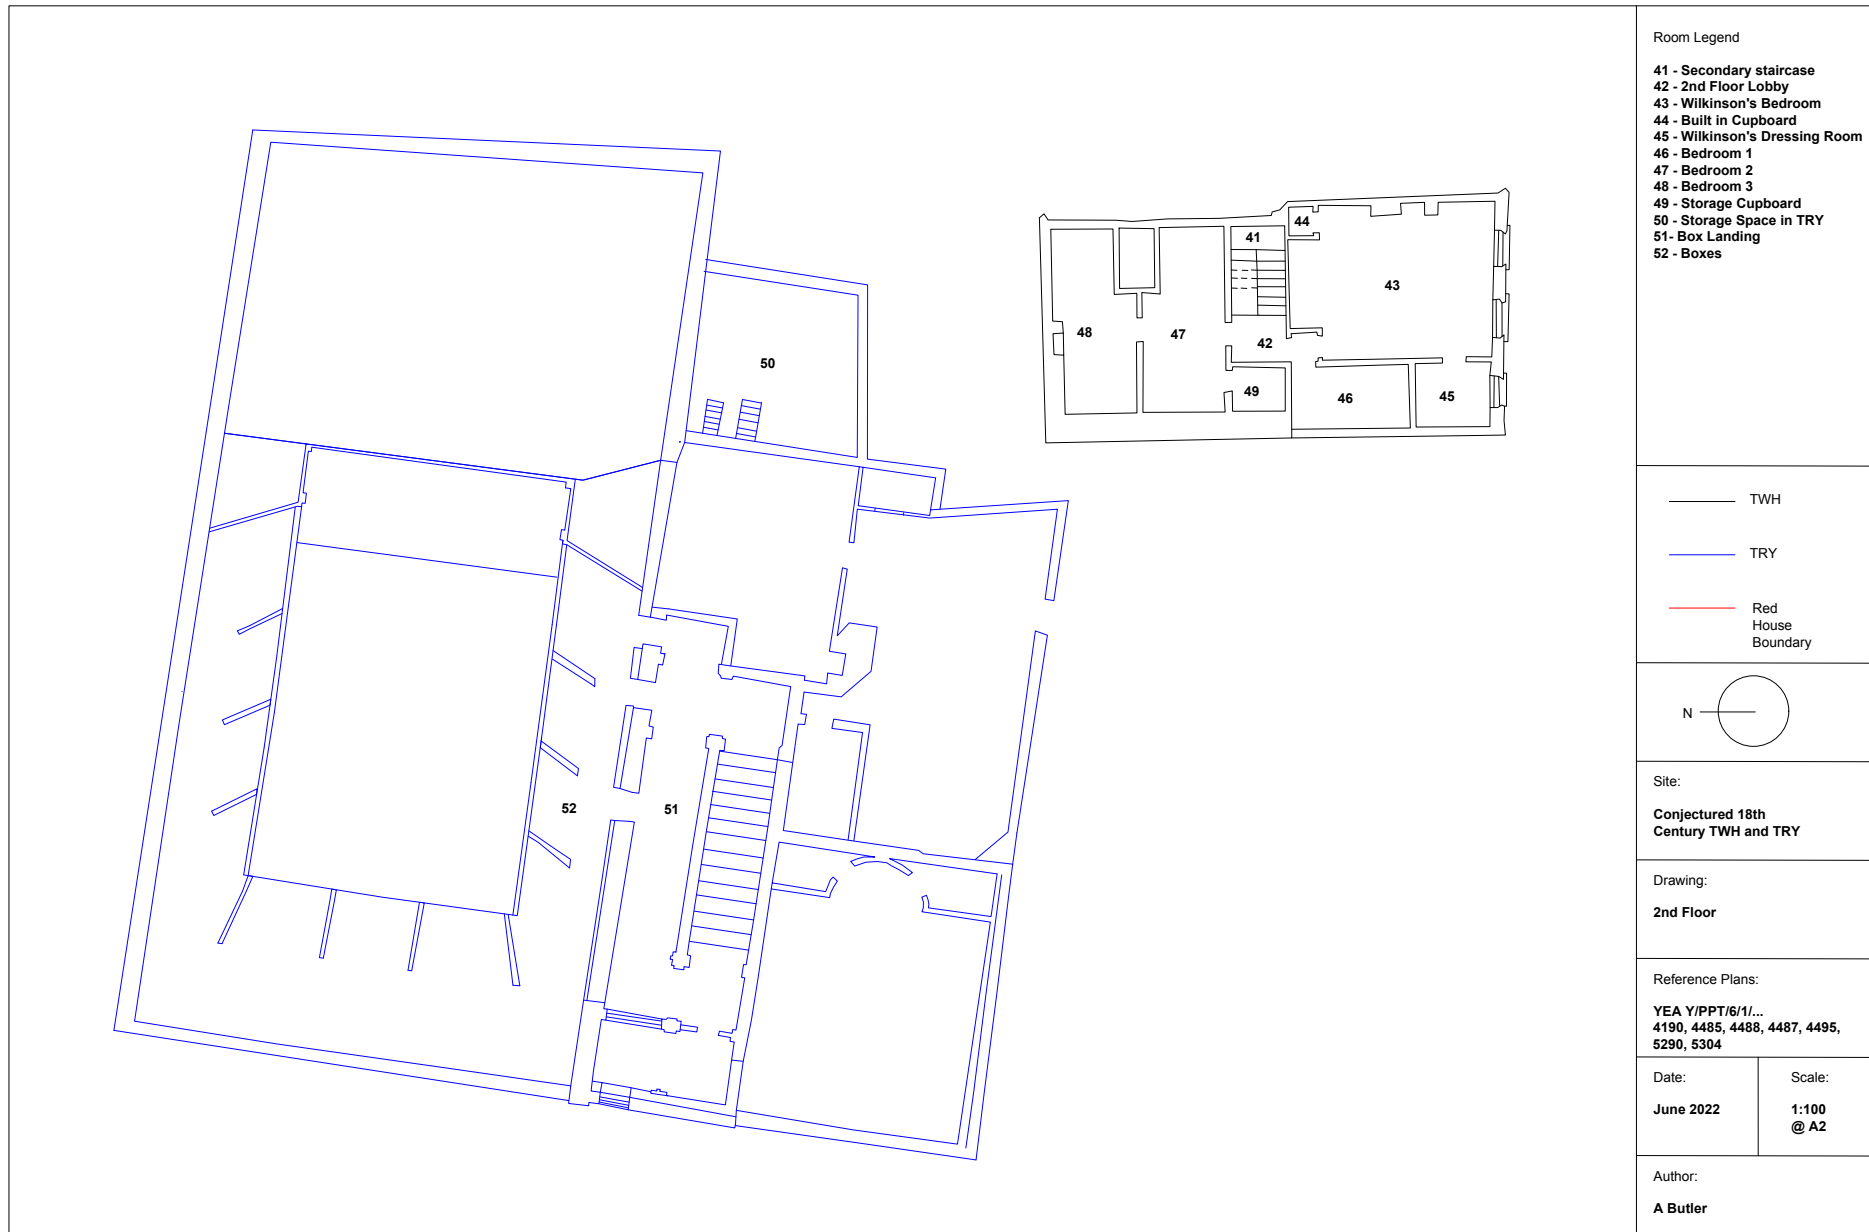 Room Legend
41 - Secondary staircase
42 - 2nd Floor Lobby
43 - Wilkinson's Bedroom
44 - Built in Cupboard
45 - Wilkinson's Dressing Room
46 - Bedroom 1
47 - Bedroom 2
48 - Bedroom 3
49 - Storage Cupboard
50 - Storage Space in TRY
51- Box Landing
52 - Boxes
44
41
43
48
47
42
50
49
46
45
52
51
TWH
TRY
Red
House
Boundary
N
Site:
Conjectured 18th
Century TWH and TRY
Drawing:
2nd Floor
Reference Plans:
YEA Y/PPT/6/1/...
4190, 4485, 4488, 4487, 4495,
5290, 5304
Date:
June 2022
Scale:
1:100
@ A2
Author:
A Butler